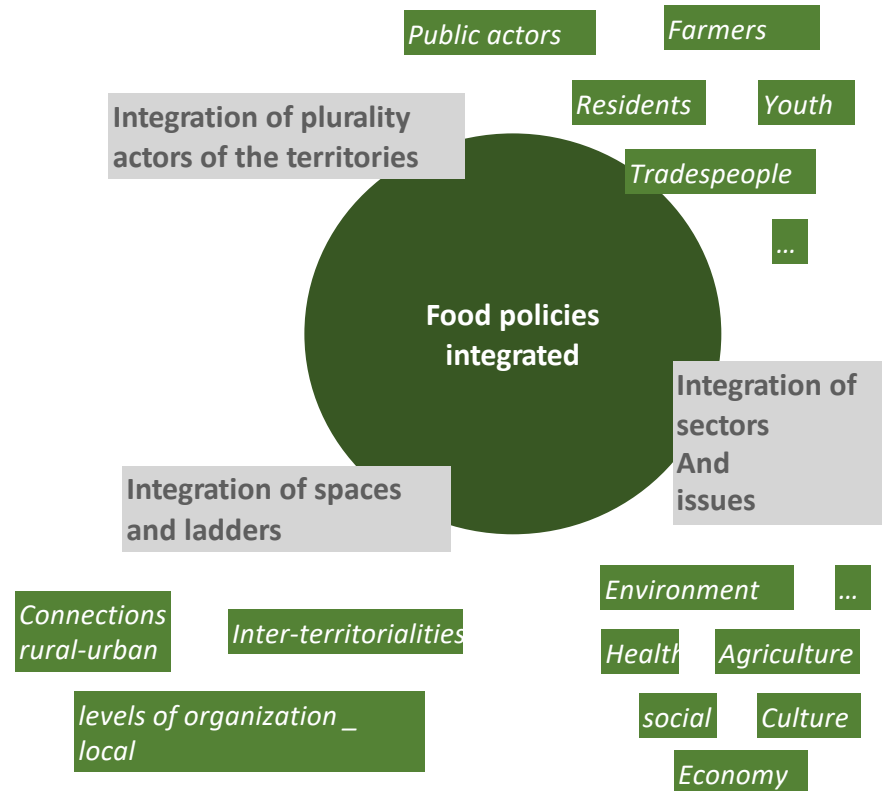 Public actors
Farmers
Residents
Youth
Tradespeople
...
Integration of plurality
actors of the territories
Food policies
integrated
Integration of
sectors
And
issues
Integration of spaces
and ladders
Connections
rural-urban
Inter-territorialities
levels of organization _
local
Environment
...
Health
Agriculture
social
Culture
Economy